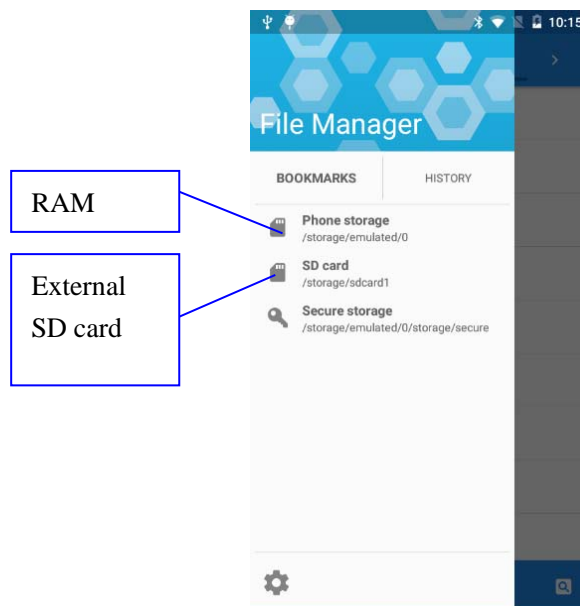 10:15
File Manager
BOOKMARKS HISTORY
RAM
Phone storage
/storage/emulated/0
External
SD card
SD card
/storage/sdcard1
Secure storage
/storage/emulated/0/storage/secure